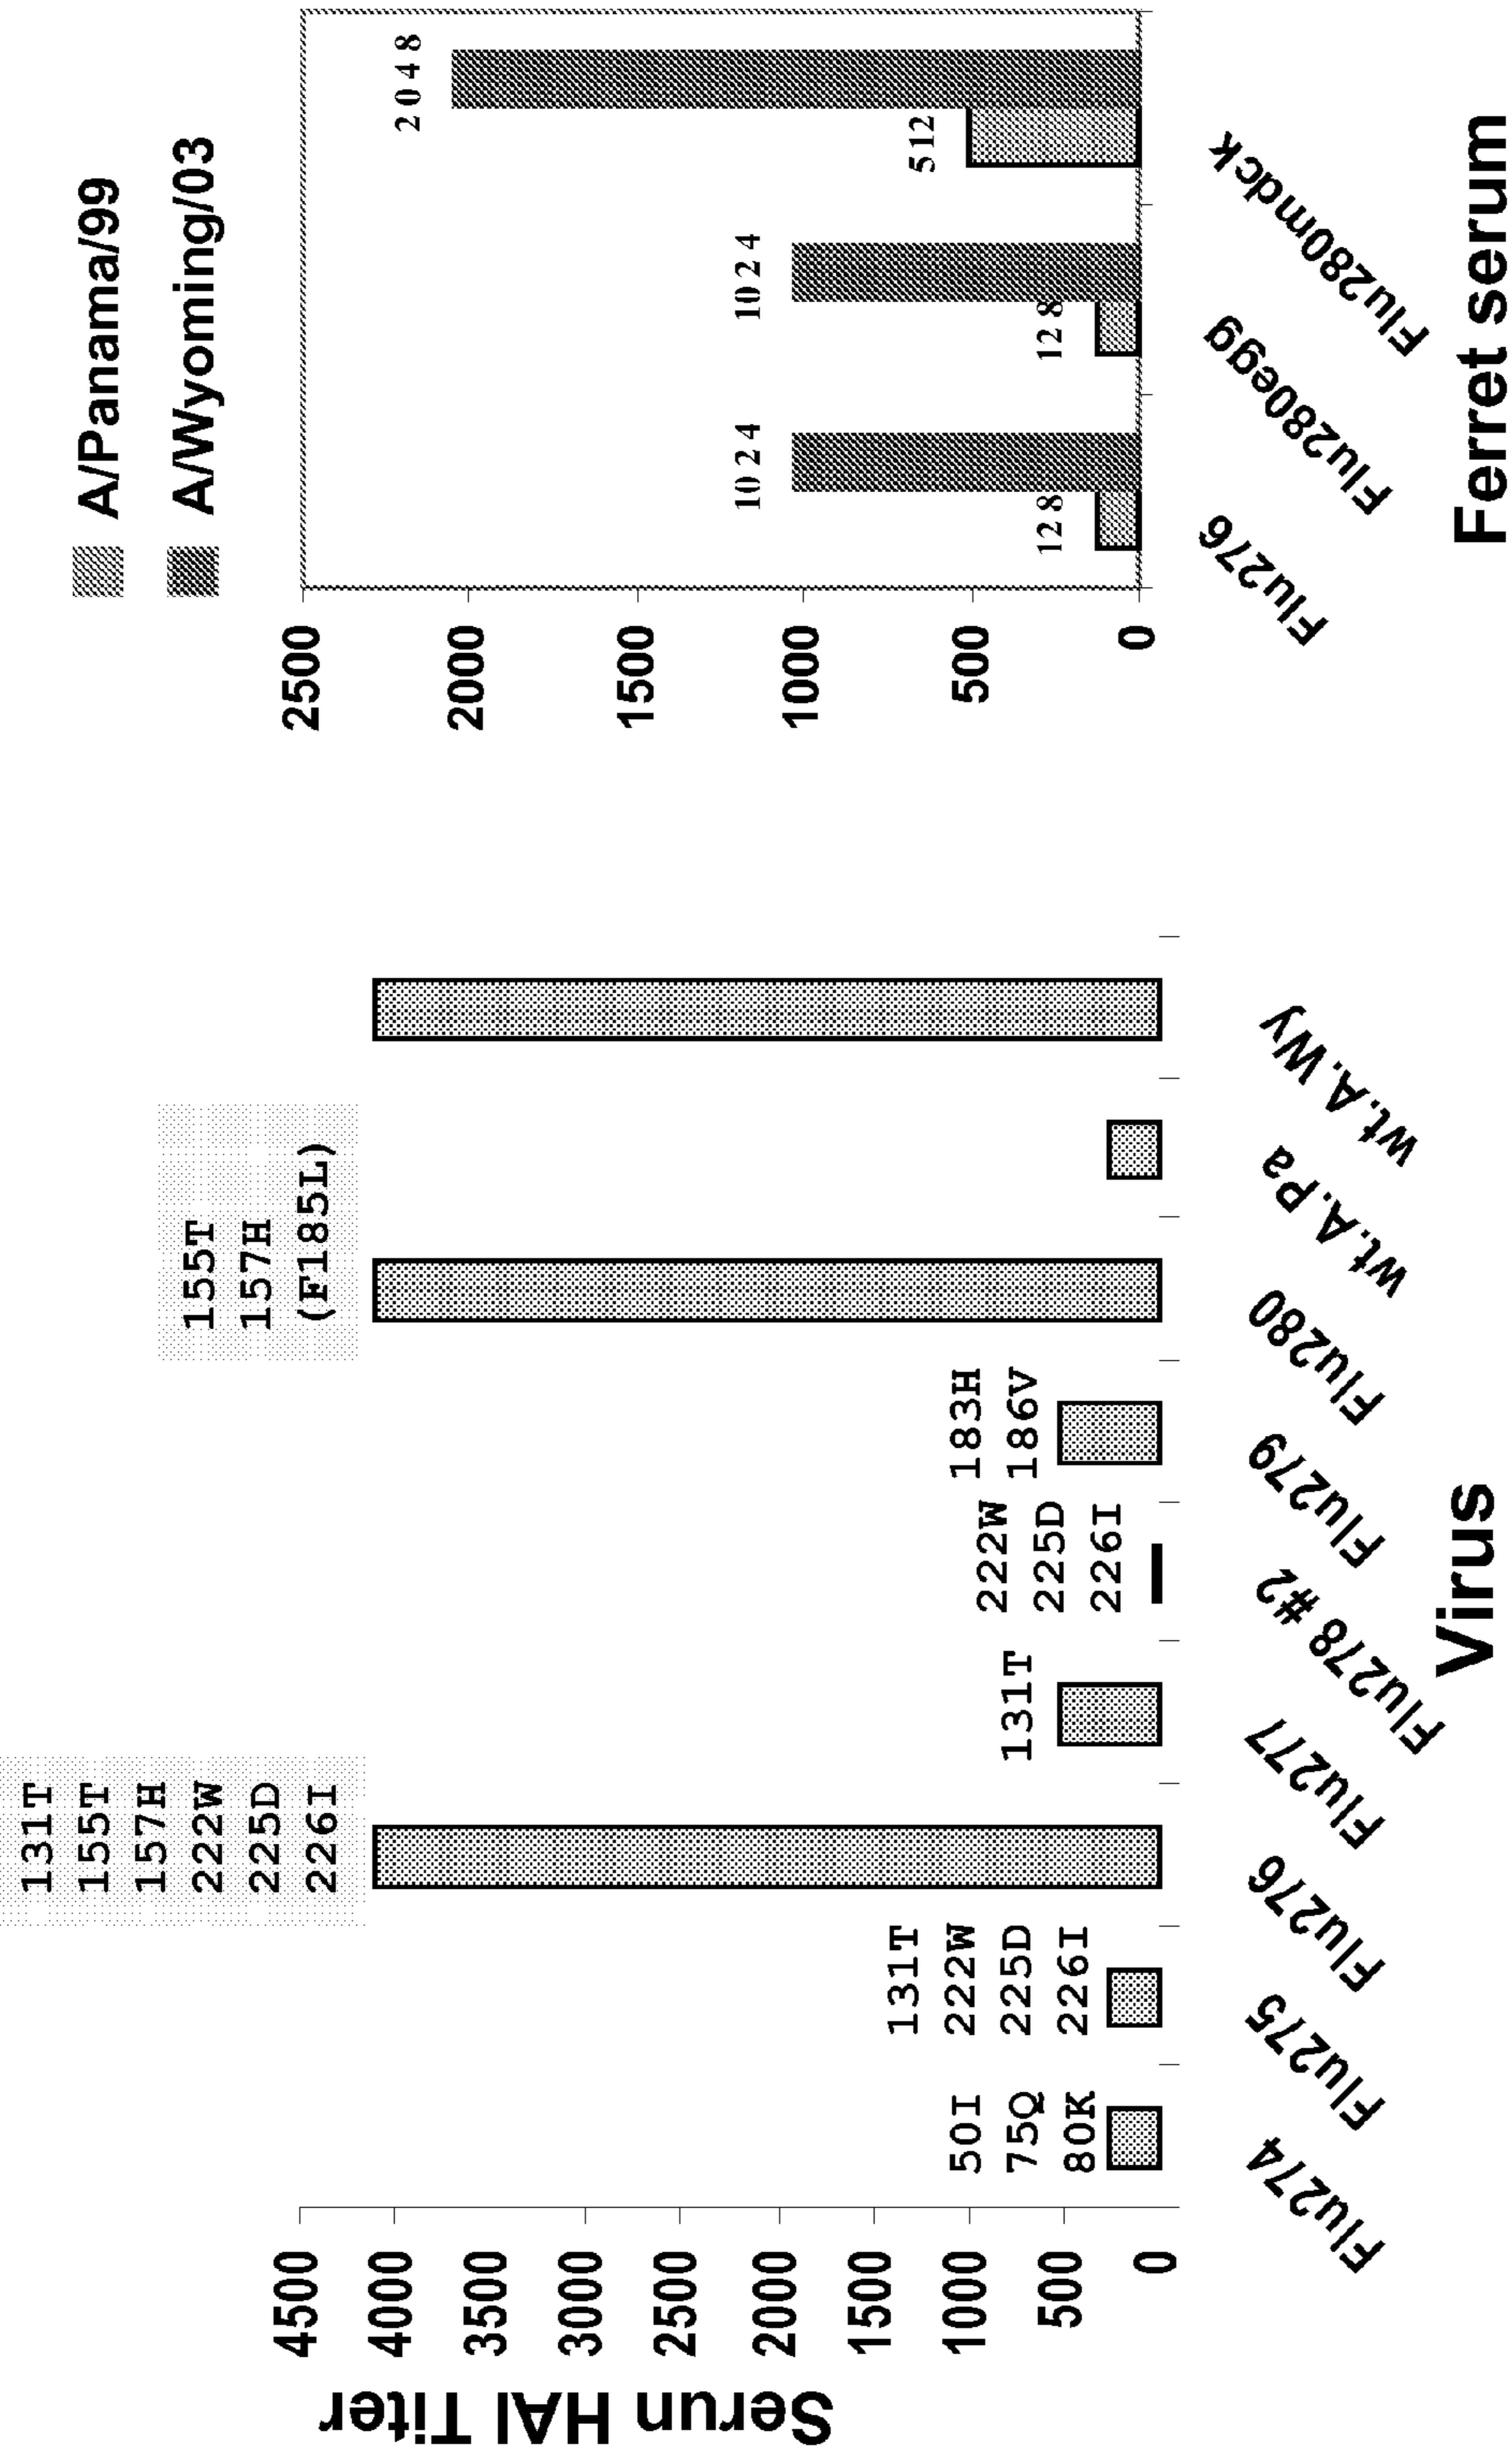 Serun HAI Titer
4500
4000
3500
3000
2500
2000
1500
1000
500
0
50I
75Q
80K
131T
222W
225D
226I
131T
155T
157H
222W
225D
226I
131T
222W
225D
226I
183H
186V
155T
157H
(F185L)
Flu274
Flu275
Flu276
Flu277
Flu278 #2
Flu279
Flu280
wt.A.Pa
wt.A.Wy
Virus
A/Panama/99
A/Wyoming/03
2500
2000
1500
1000
500
0
128
1024
128
1024
512
2048
Flu276
Flu280egg
Flu280mdck
Ferret serum